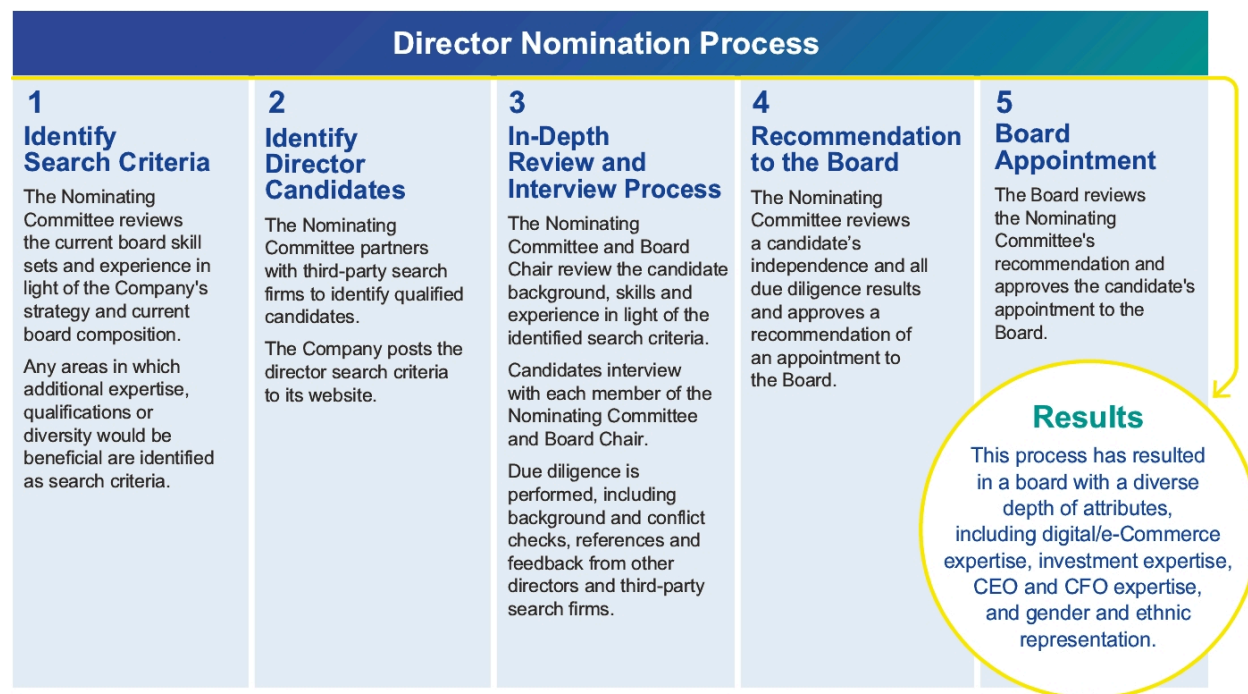 Director Nomination Process
1
Identify
Search Criteria
The Nominating
Committee reviews
the current board skill
sets and experience in
light of the Company's
strategy and current
board composition.
Any areas in which
additional expertise,
qualifications or
diversity would be
beneficial are identified
as search criteria.
2
Identify
Director
Candidates
The Nominating
Committee partners
with third-party search
firms to identify qualified
candidates.
The Company posts the
director search criteria
to its website.
3
In-Depth
Review and
Interview Process
The Nominating
Committee and Board
Chair review the candidate
background, skills and
experience in light of the
identified search criteria.
Candidates interview
with each member of the
Nominating Committee
and Board Chair.
Due diligence is
performed, including
background and conflict
checks, references and
feedback from other
directors and third-party
search firms.
4
Recommendation
to the Board
The Nominating
Committee reviews
a candidate’s
independence and all
due diligence results
and approves a
recommendation of
an appointment to
the Board.
5
Board
Appointment
The Board reviews
the Nominating
Committee's
recommendation and
approves the candidate's
appointment to the
Board.
Results
This process has resulted
in a board with a diverse
depth of attributes,
including digital/e-Commerce
expertise, investment expertise,
CEO and CFO expertise,
and gender and ethnic
representation.